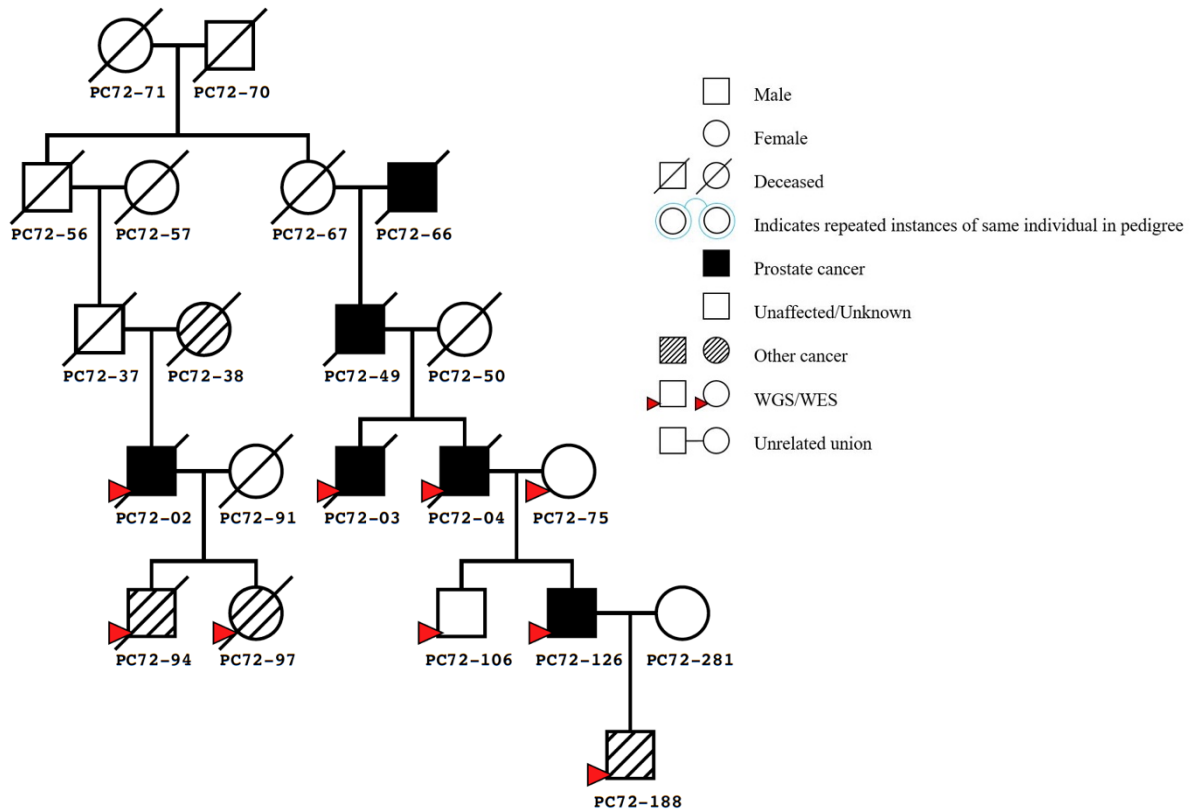 PC72-71 PC72-70
PC72-56 PC72-57 PC72-67 PC72-66
PC72-37 PC72-38 PC72-49 PC72-50
PC72-02 PC72-91 PC72-03 PC72-04 PC72-75
PC72-94 PC72-97 PC72-106 PC72-126 PC72-281
PC72-188
Male
Female
Deceased
Indicates repeated instances of same individual in pedigree
Prostate cancer
Unaffected/Unknown
Other cancer
WGS/WES
Unrelated union